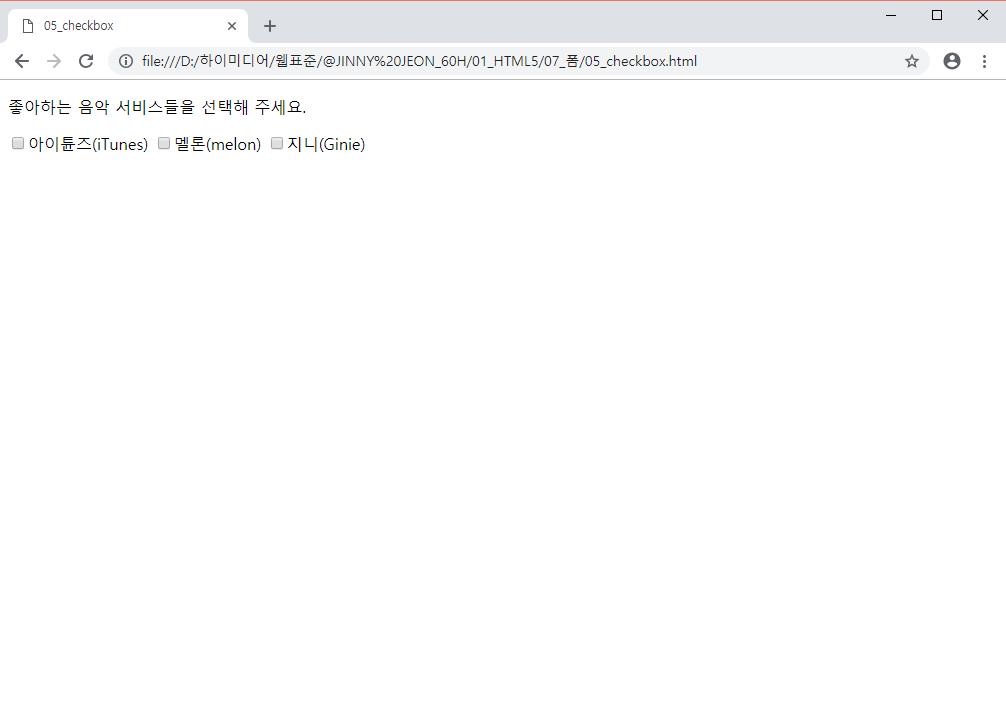 05_checkbox
file:///D:/하이미디어/웰표준/@JINNY%20JEON_60H/01_HTML5/07_폼/05_checkbox.html
좋아하는 음악 서비스들을 선택해 주세요.
아이튠즈(iTunes) 멜론(melon) 지니(Ginie)